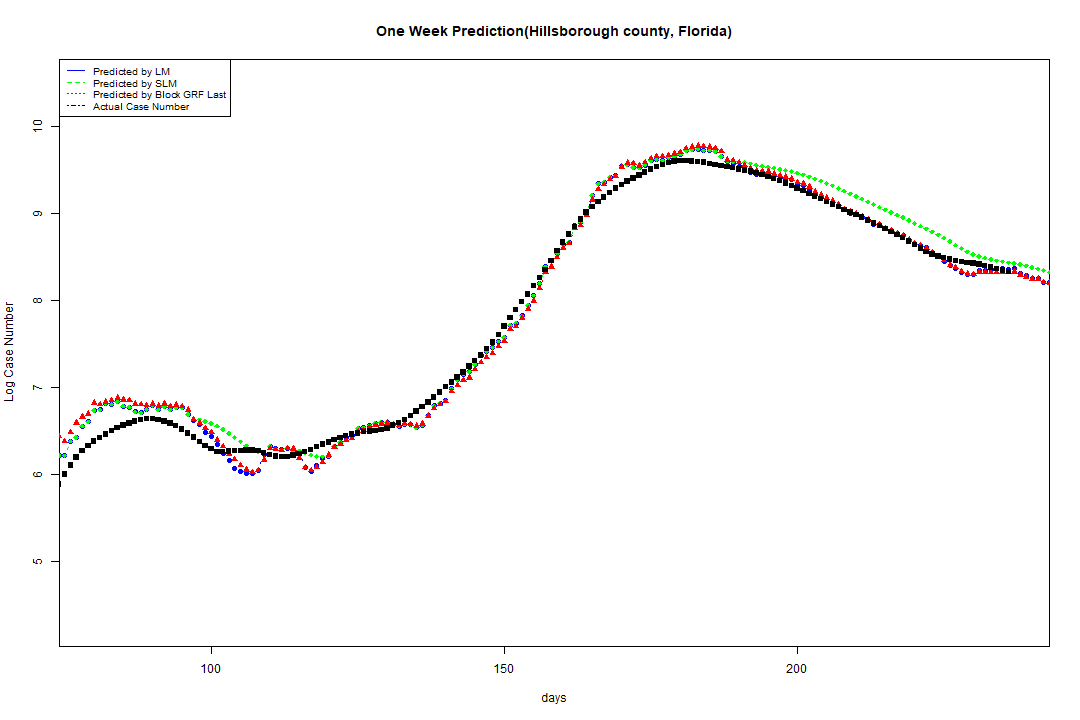 One Week Prediction(Hillsborough county, Florida)
Predicted by LM
Predicted by SLM
Predicted by Block GRF Last
Actual Case Number
10
9
8
7
6
5
Log Case Number
100 150 200
days